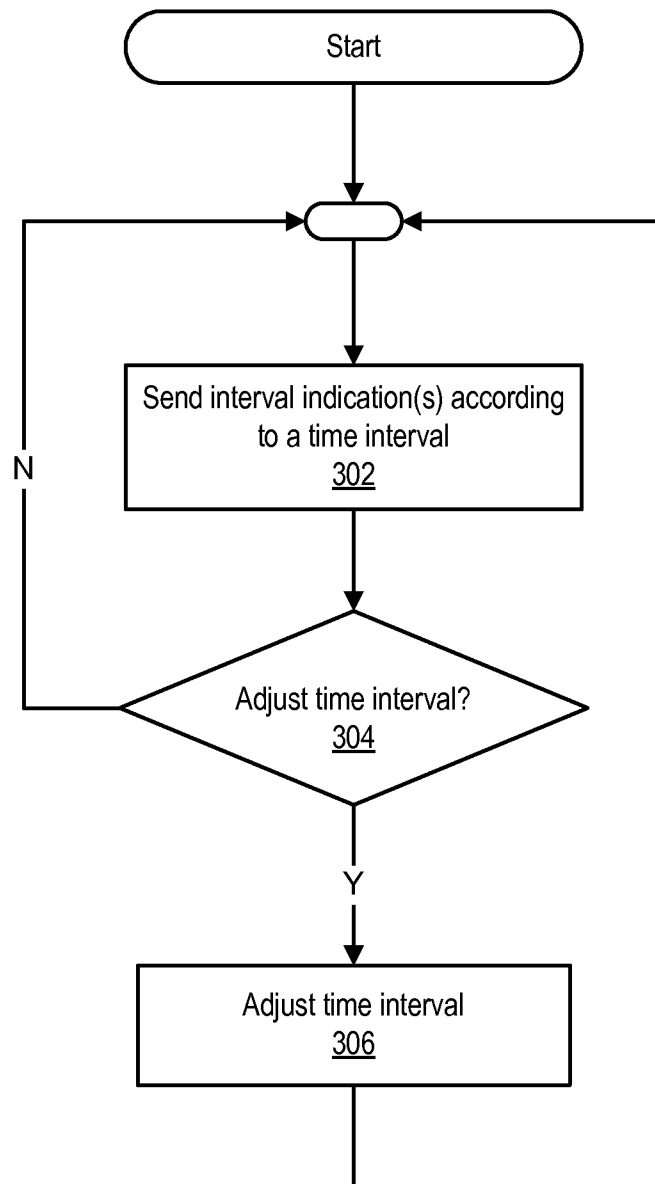 Start
Send interval indication(s) according
to a time interval
302
N
Adjust time interval?
304
Y
Adjust time interval
306